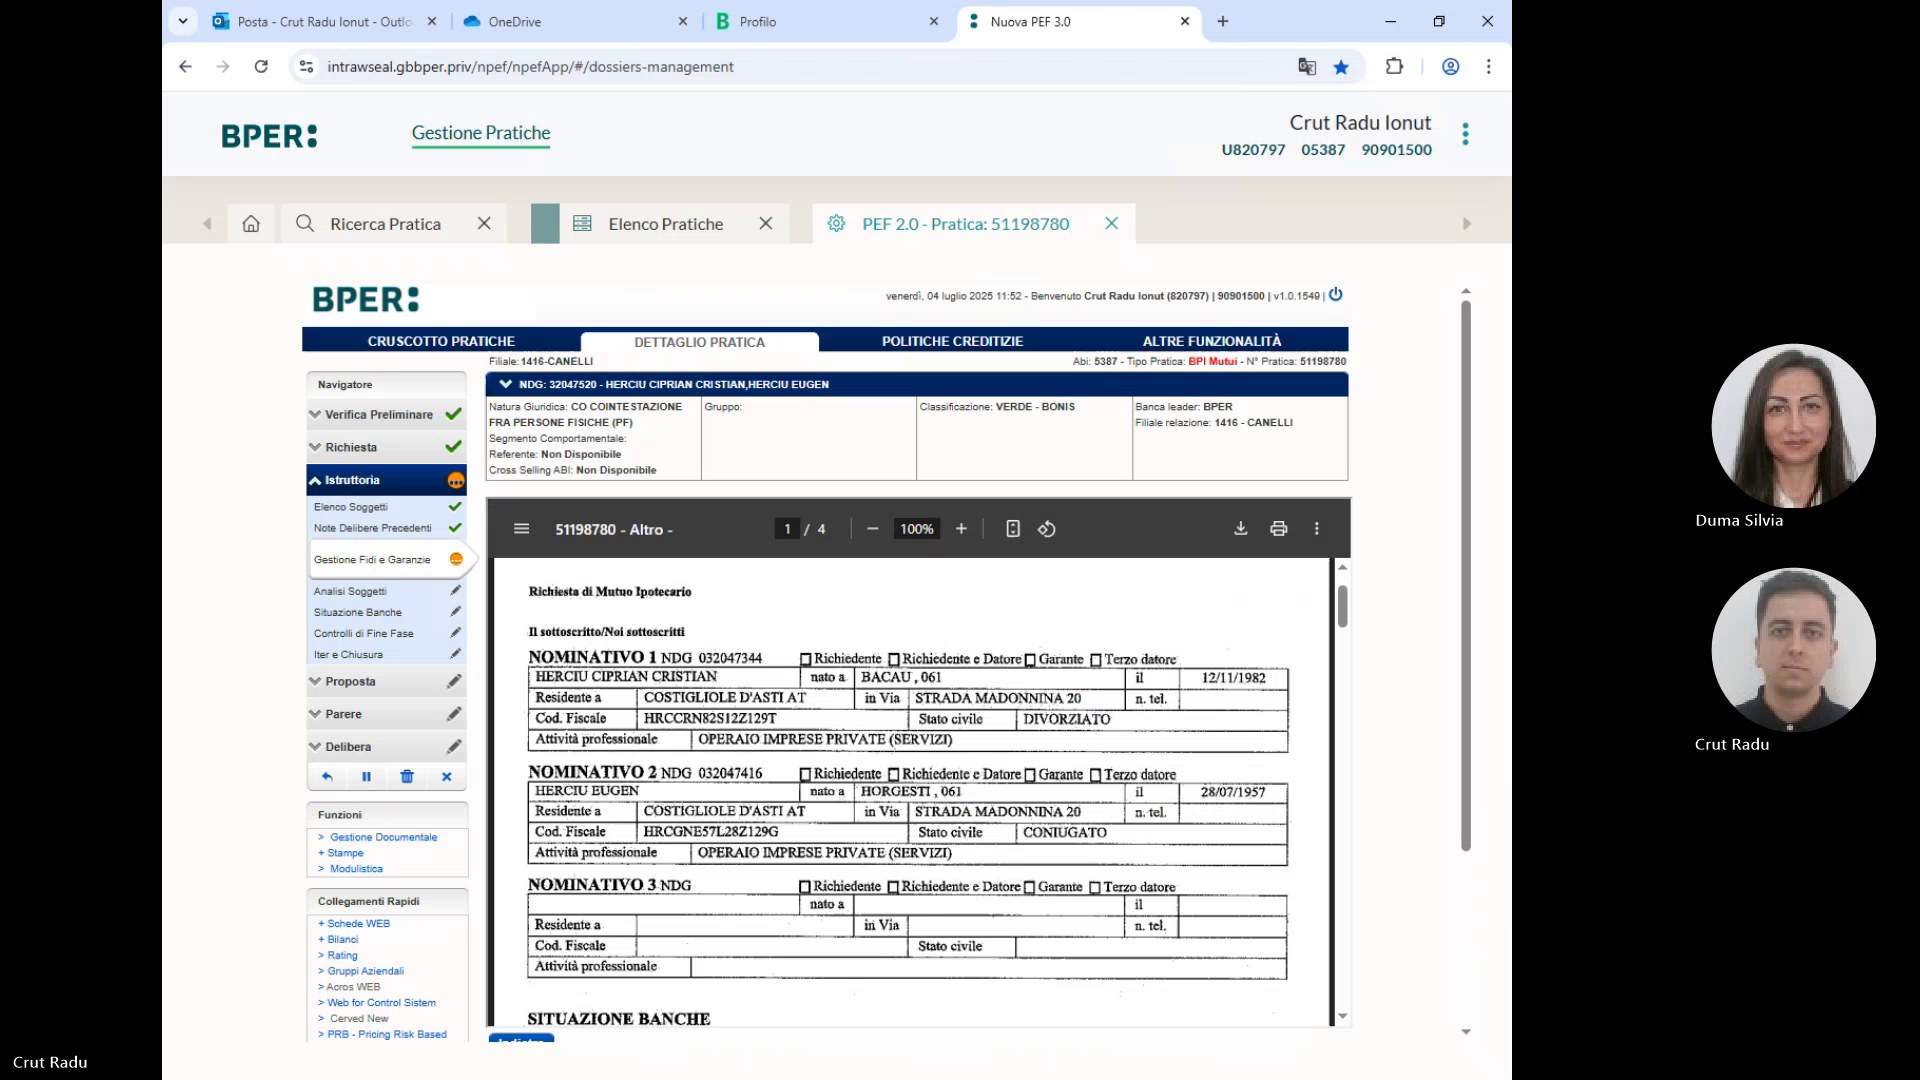 Posta - Crut Radu Ionut - Outlo
OneDrive
Profilo
Nuova PEF 3.0
intrawseal.gbbper.priv/npef/npefApp/#/dossiers-management
BPER:
Gestione Pratiche
Crut Radu Ionut
U820797 05387 90901500
Ricerca Pratica
Elenco Pratiche
PEF 2.0 - Pratica: 51198780
BPER:
venerdì, 04 luglio 2025 11:52 - Benvenuto Crut Radu Ionut (820797) | 90901500 | v1.0.1549 |
CRUSCOTTO PRATICHE
DETTAGLIO PRATICA
POLITICHE CREDITIZIE
ALTRE FUNZIONALITÀ
Filiale: 1416-CANELLI
Abi: 5387 - Tipo Pratica: BPI Mutui - N° Pratica: 51198780
Navigatore
Verifica Preliminare
Richiesta
Istruttoria
Elenco Soggetti
Note Delibere Precedenti
Gestione Fidi e Garanzie
Analisi Soggetti
Situazione Banche
Controlli di Fine Fase
Iter e Chiusura
Proposta
Parere
Delibera
Funzioni
> Gestione Documentale
+ Stampe
> Modulistica
Collegamenti Rapidi
+ Schede WEB
+ Bilanci
> Rating
> Gruppi Aziendali
> Acros WEB
> Web for Control Sistem
> Cerved New
> PRB - Pricing Risk Based
NDG: 32047520 - HERCIU CIPRIAN CRISTIAN,HERCIU EUGEN
Natura Giuridica: CO COINTESTAZIONE
FRA PERSONE FISICHE (PF)
Segmento Comportamentale:
Referente: Non Disponibile
Cross Selling ABI: Non Disponibile
Gruppo:
Classificazione: VERDE - BONIS
Banca leader: BPER
Filiale relazione: 1416 - CANELLI
51198780 - Altro -
1 / 4
100%
Richiesta di Mutuo Ipotecario
Il sottoscritto/Noi sottoscritti
NOMINATIVO 1 NDG 032047344 Richiedente Richiedente e Datore Garante Terzo datore
HERCIU CIPRIAN CRISTIAN nato a BACAU , 061 il 12/11/1982
Residente a COSTIGLIOLE D'ASTI AT in Via STRADA MADONNINA 20 n. tel.
Cod. Fiscale HRCCRN82S12Z129T Stato civile DIVORZIATO
Attività professionale OPERAIO IMPRESE PRIVATE (SERVIZI)
NOMINATIVO 2 NDG 032047416 Richiedente Richiedente e Datore Garante Terzo datore
HERCIU EUGEN nato a HORGESTI , 061 il 28/07/1957
Residente a COSTIGLIOLE D'ASTI AT in Via STRADA MADONNINA 20 n. tel.
Cod. Fiscale HRCGNE57L28Z129G Stato civile CONIUGATO
Attività professionale OPERAIO IMPRESE PRIVATE (SERVIZI)
NOMINATIVO 3 NDG Richiedente Richiedente e Datore Garante Terzo datore
nato a il
Residente a in Via n. tel.
Cod. Fiscale Stato civile
Attività professionale
SITUAZIONE BANCHE
Duma Silvia
Crut Radu
Crut Radu